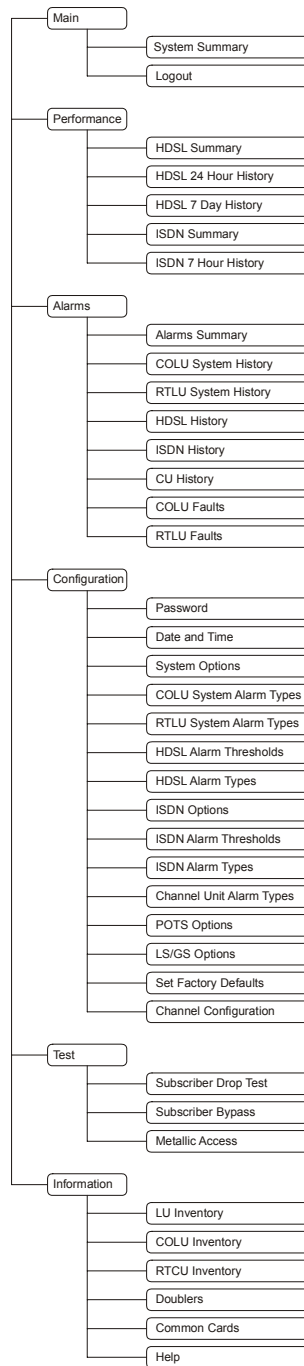 Main
System Summary
Logout
Performance
HDSL Summary
HDSL 24 Hour History
HDSL 7 Day History
ISDN Summary
ISDN 7 Hour History
Alarms
Alarms Summary
COLU System History
RTLU System History
HDSL History
ISDN History
CU History
COLU Faults
RTLU Faults
Configuration
Password
Date and Time
System Options
COLU System Alarm Types
RTLU System Alarm Types
HDSL Alarm Thresholds
HDSL Alarm Types
ISDN Options
ISDN Alarm Thresholds
ISDN Alarm Types
Channel Unit Alarm Types
POTS Options
LS/GS Options
Set Factory Defaults
Channel Configuration
Test
Subscriber Drop Test
Subscriber Bypass
Metallic Access
Information
LU Inventory
COLU Inventory
RTCU Inventory
Doublers
Common Cards
Help